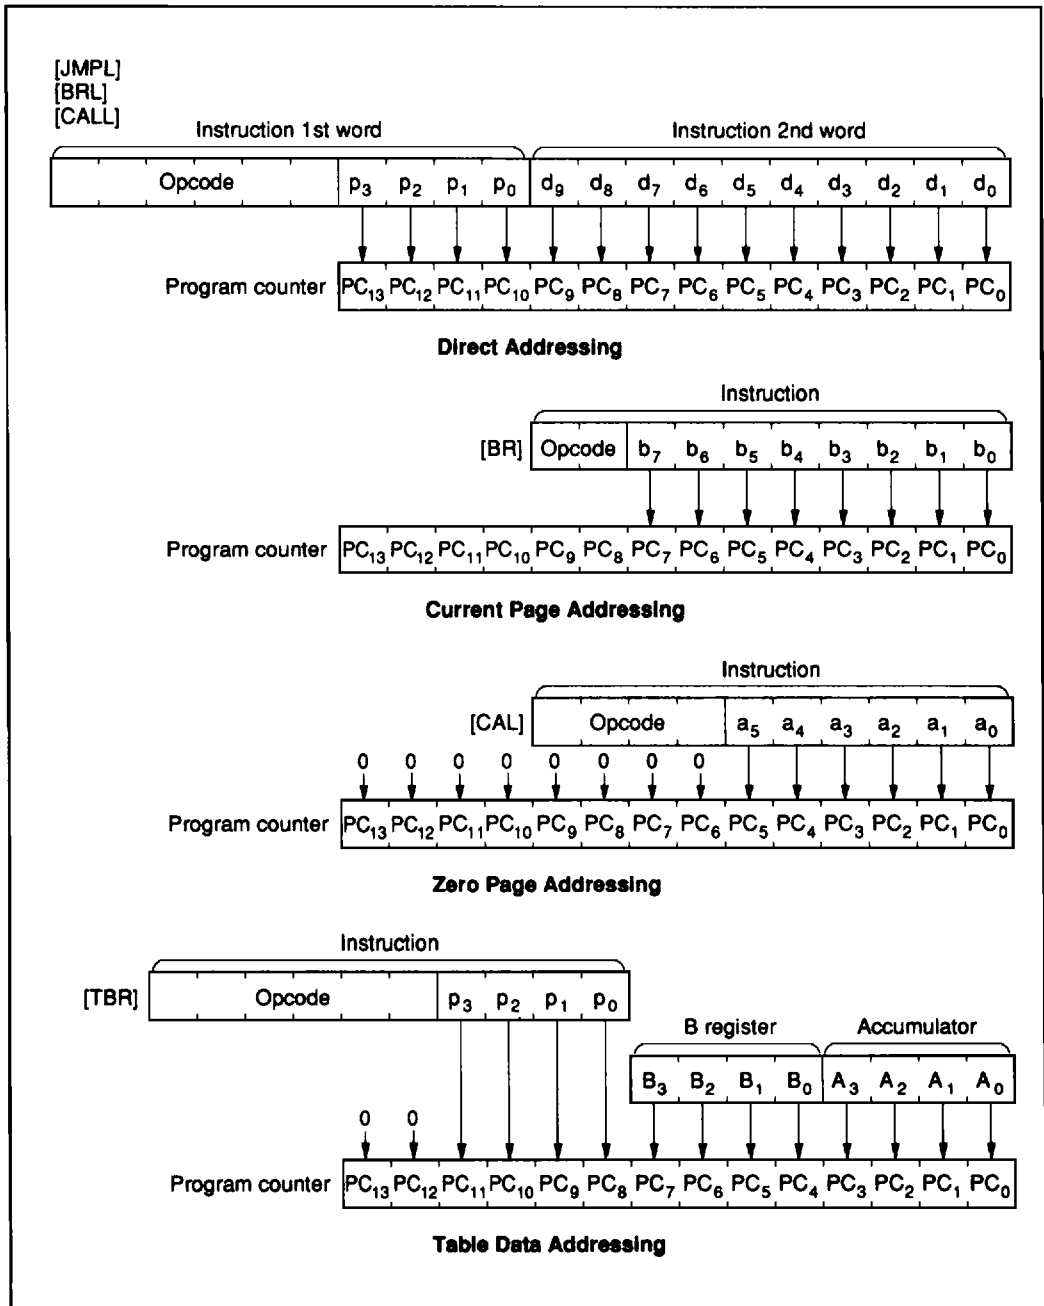 [JMPL]
[BRL]
[CALL]
Instruction 1st word Instruction 2nd word
Opcode p3 p2 p1 p0 d9 d8 d7 d6 d5 d4 d3 d2 d1 d0
Program counter PC13 PC12 PC11 PC10 PC9 PC8 PC7 PC6 PC5 PC4 PC3 PC2 PC1 PC0
Direct Addressing
Instruction
[BR] Opcode b7 b6 b5 b4 b3 b2 b1 b0
Program counter PC13 PC12 PC11 PC10 PC9 PC8 PC7 PC6 PC5 PC4 PC3 PC2 PC1 PC0
Current Page Addressing
Instruction
[CAL] Opcode a5 a4 a3 a2 a1 a0
0 0 0 0 0 0 0 0
Program counter PC13 PC12 PC11 PC10 PC9 PC8 PC7 PC6 PC5 PC4 PC3 PC2 PC1 PC0
Zero Page Addressing
Instruction
[TBR] Opcode p3 p2 p1 p0
B register Accumulator
B3 B2 B1 B0 A3 A2 A1 A0
0 0
Program counter PC13 PC12 PC11 PC10 PC9 PC8 PC7 PC6 PC5 PC4 PC3 PC2 PC1 PC0
Table Data Addressing